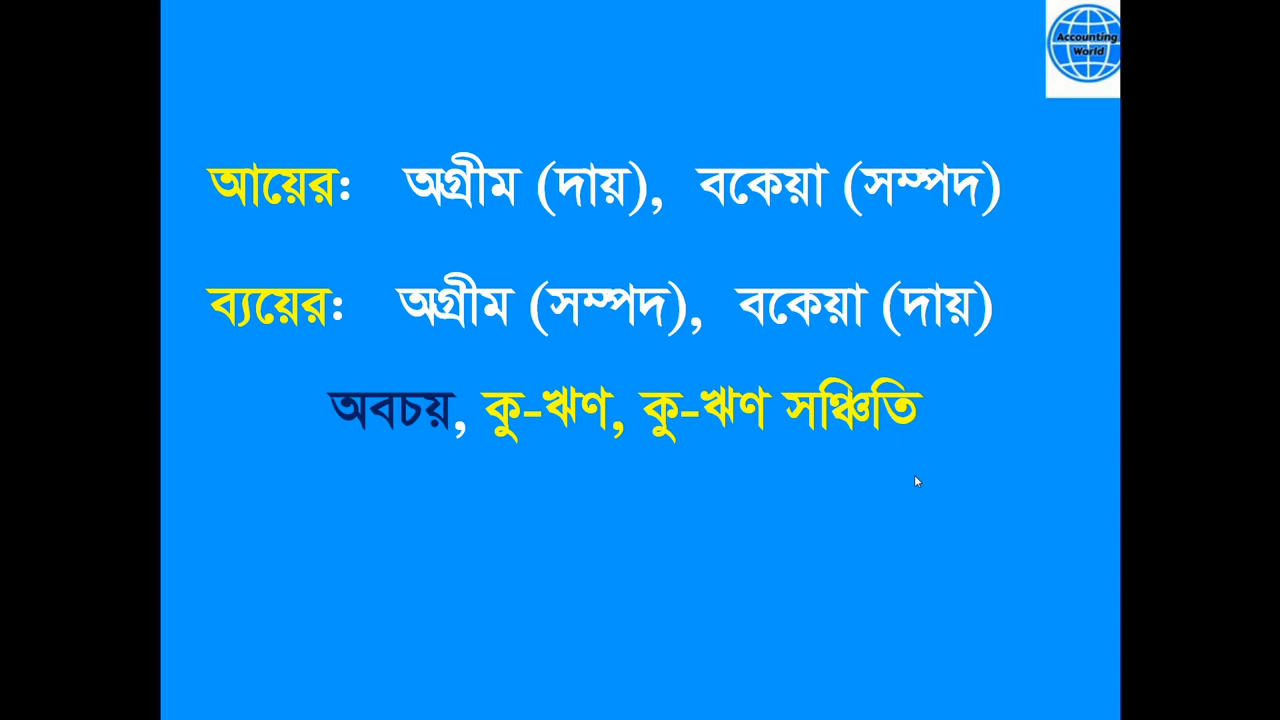 Accounting
World
আয়ের: অগ্রীম (দায়), বকেয়া (সম্পদ)
ব্যয়ের: অগ্রীম (সম্পদ), বকেয়া (দায়)
অবচয়, কু-ঋণ, কু-ঋণ সঞ্চিতি